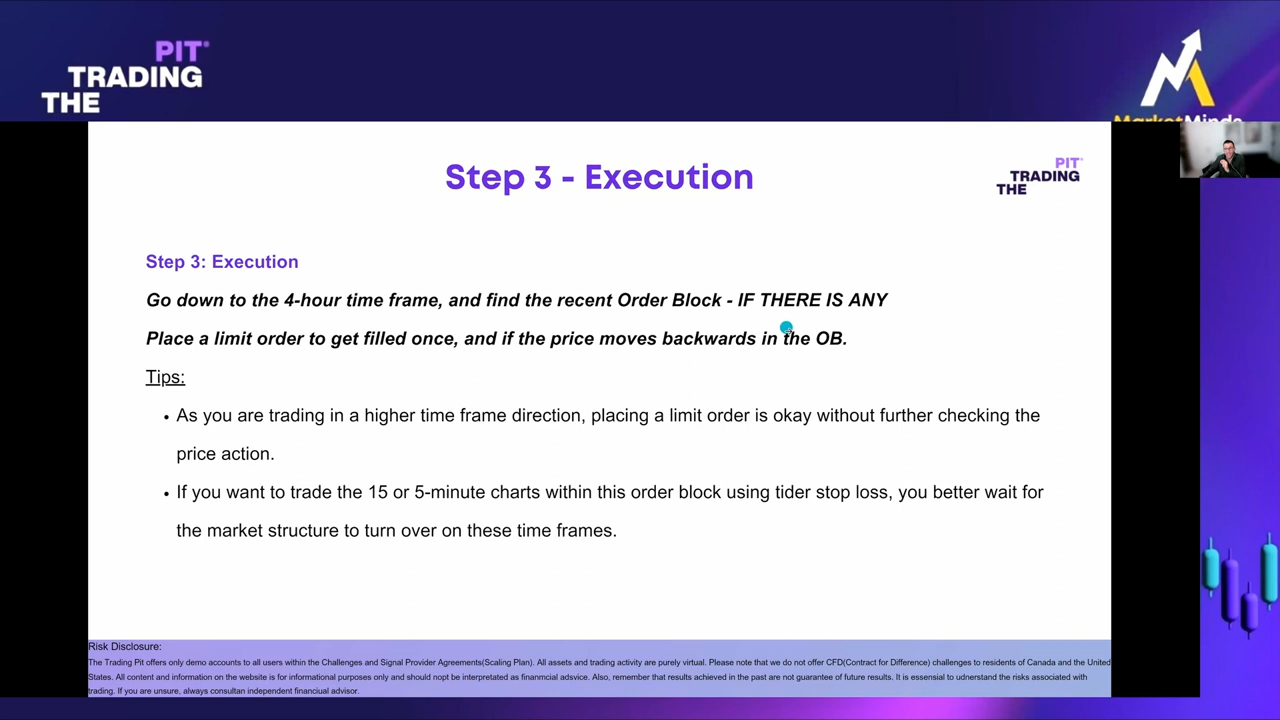 PIT®
TRADING
THE
MarketMinds
Step 3 - Execution
PIT®
TRADING
THE
Step 3: Execution
Go down to the 4-hour time frame, and find the recent Order Block - IF THERE IS ANY
Place a limit order to get filled once, and if the price moves backwards in the OB.
Tips:
• As you are trading in a higher time frame direction, placing a limit order is okay without further checking the
price action.
• If you want to trade the 15 or 5-minute charts within this order block using tider stop loss, you better wait for
the market structure to turn over on these time frames.
Risk Disclosure:
The Trading Pit offers only demo accounts to all users within the Challenges and Signal Provider Agreements(Scaling Plan). All assets and trading activity are purely virtual. Please note that we do not offer CFD(Contract for Difference) challenges to residents of Canada and the United
States. All content and information on the website is for informational purposes only and should nopt be interpretated as finanmcial adsvice. Also, remember that results achieved in the past are not guarantee of future results. It is essensial to udnerstand the risks associated with
trading. If you are unsure, always consultan independent financiual advisor.